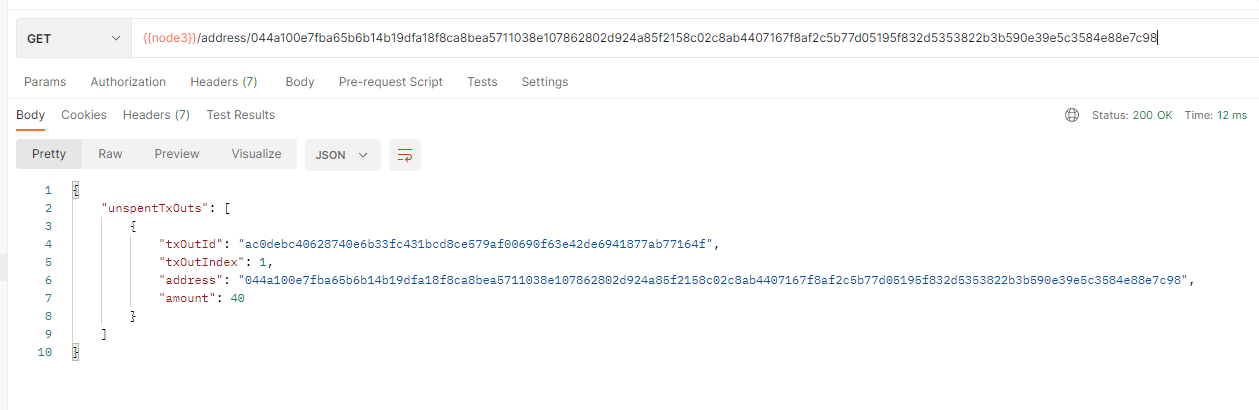 GET {{node3}}/address/044a100e7fba65b6b14b19dfa18f8ca8bea5711038e107862802d924a85f2158c02c8ab4407167f8af2c5b77d05195f832d5353822b3b590e39e5c3584e88e7c98
Params Authorization Headers (7) Body Pre-request Script Tests Settings
Body Cookies Headers (7) Test Results Status: 200 OK Time: 12 ms
Pretty Raw Preview Visualize JSON
1 {
2 "unspentTxOuts": [
3 {
4 "txOutId": "ac0debc40628740e6b33fc431bcd8ce579af00690f63e42de6941877ab77164f",
5 "txOutIndex": 1,
6 "address": "044a100e7fba65b6b14b19dfa18f8ca8bea5711038e107862802d924a85f2158c02c8ab4407167f8af2c5b77d05195f832d5353822b3b590e39e5c3584e88e7c98",
7 "amount": 40
8 }
9 ]
10 }